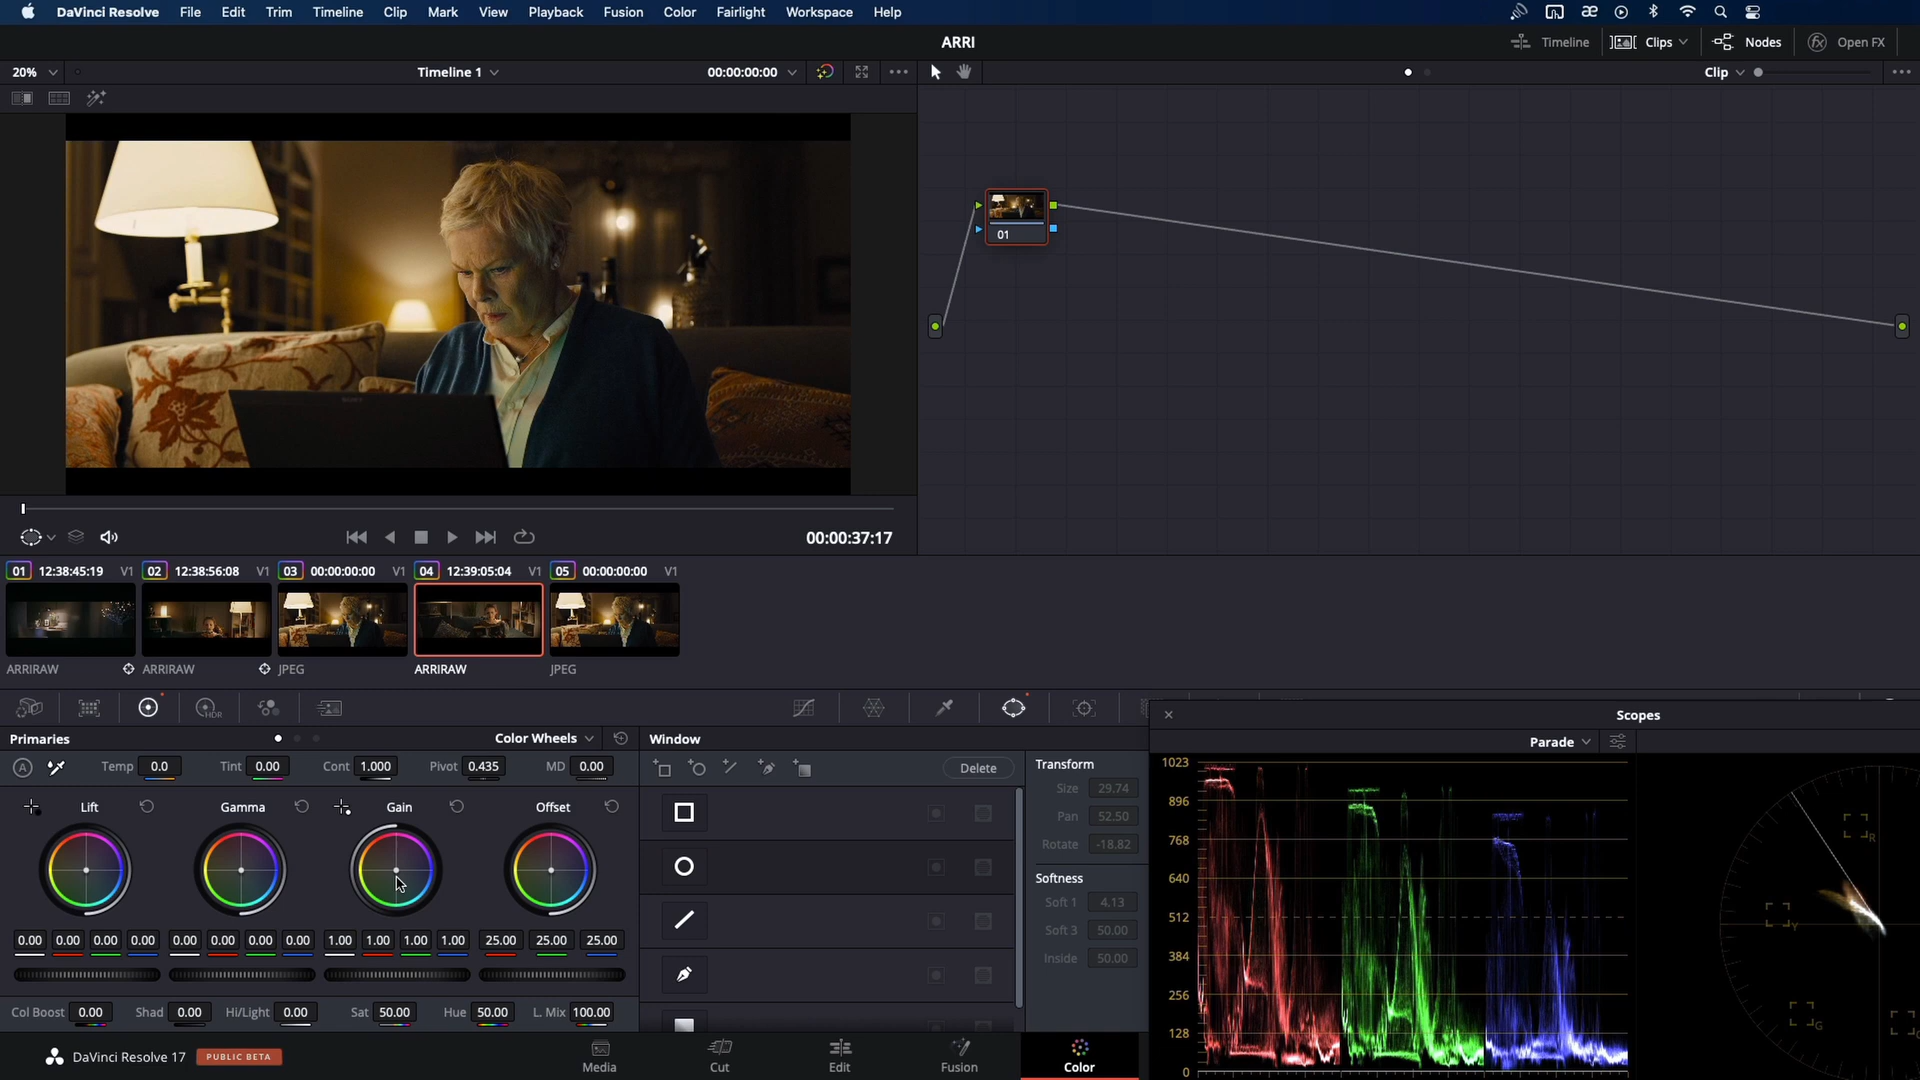 DaVinci Resolve File Edit Trim Timeline Clip Mark View Playback Fusion Color Fairlight Workspace Help
ARRI
Timeline Clips Nodes Open FX
20% Timeline 1 00:00:00:00 Clip
01
SONY
00:00:37:17
01 12:38:45:19 V1 02 12:38:56:08 V1 03 00:00:00:00 V1 04 12:39:05:04 V1 05 00:00:00:00 V1
ARRIRAW ARRIRAW JPEG ARRIRAW JPEG
HDR
Scopes
Primaries Color Wheels Window
Parade
A Temp 0.0 Tint 0.00 Cont 1.000 Pivot 0.435 MD 0.00
Delete
Transform
Size 29.74
Pan 52.50
Rotate -18.82
Softness
Soft 1 4.13
Soft 3 50.00
Inside 50.00
Lift Gamma Gain Offset
0.00 0.00 0.00 0.00 0.00 0.00 0.00 0.00 1.00 1.00 1.00 1.00 25.00 25.00 25.00
Col Boost 0.00 Shad 0.00 Hi/Light 0.00 Sat 50.00 Hue 50.00 L. Mix 100.00
1023
896
768
640
512
384
256
128
0
R
Y
G
DaVinci Resolve 17 PUBLIC BETA
Media Cut Edit Fusion Color